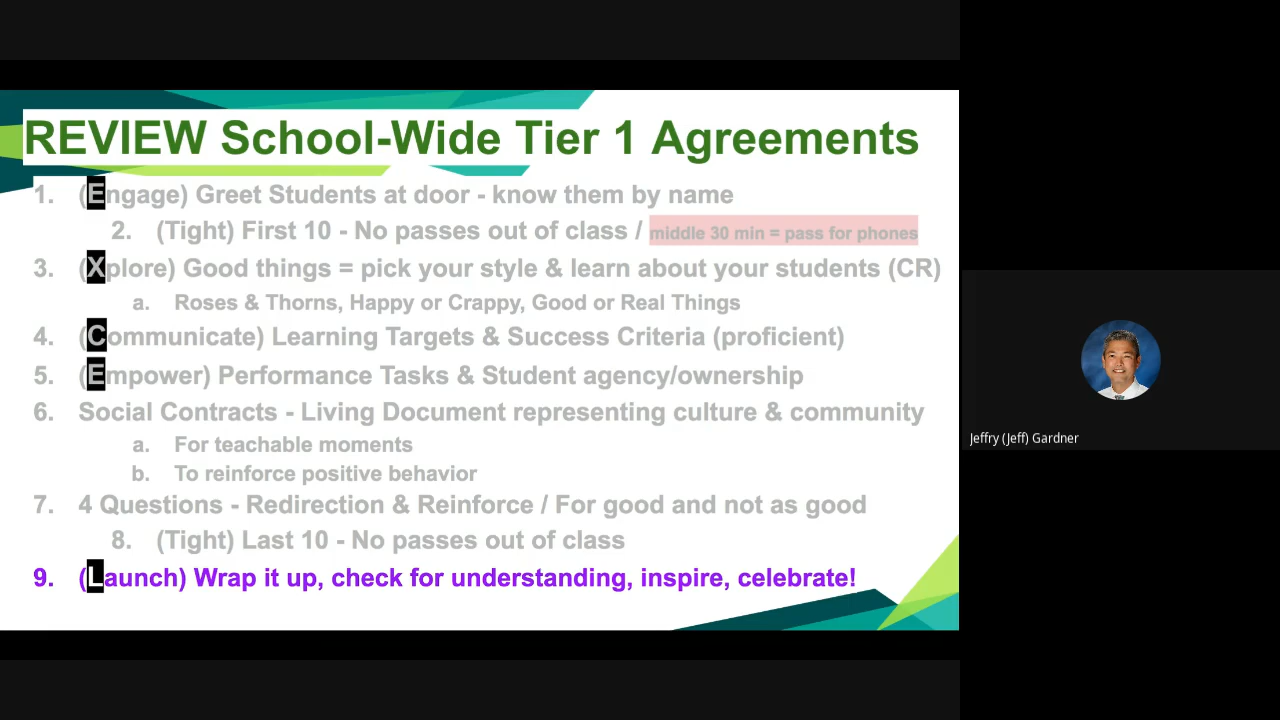 REVIEW School-Wide Tier 1 Agreements
1. (Engage) Greet Students at door - know them by name
2. (Tight) First 10 - No passes out of class / middle 30 min = pass for phones
3. (Xplore) Good things = pick your style & learn about your students (CR)
a. Roses & Thorns, Happy or Crappy, Good or Real Things
4. (Communicate) Learning Targets & Success Criteria (proficient)
5. (Empower) Performance Tasks & Student agency/ownership
6. Social Contracts - Living Document representing culture & community
a. For teachable moments
b. To reinforce positive behavior
7. 4 Questions - Redirection & Reinforce / For good and not as good
8. (Tight) Last 10 - No passes out of class
9. (Launch) Wrap it up, check for understanding, inspire, celebrate!
Jeffry (Jeff) Gardner